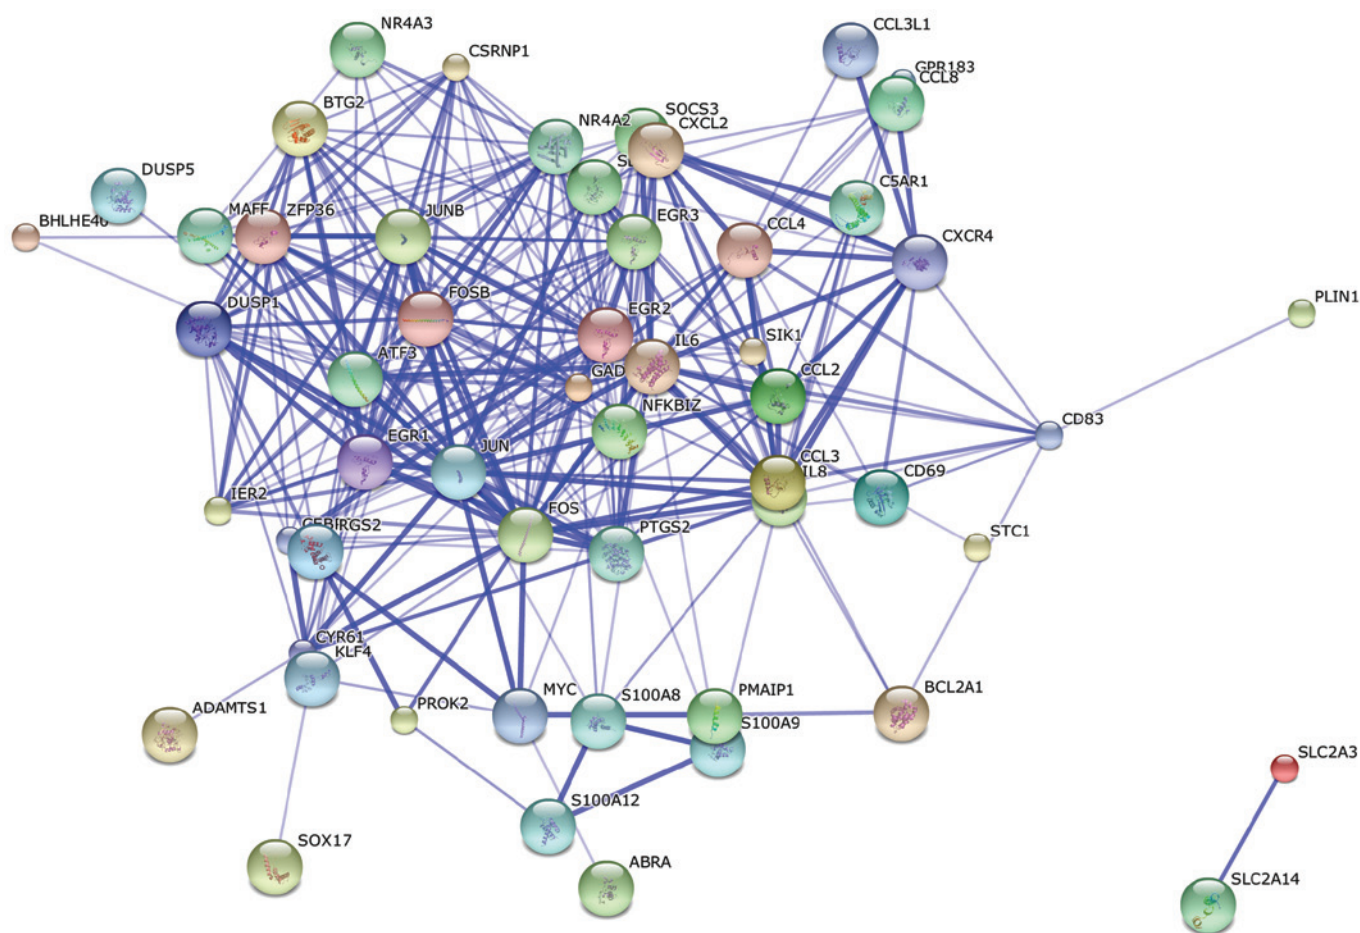 NR4A3
CCL3L1
CSRNP1
GPR183
CCL8
BTG2
SOCS3
CXCL2
NR4A2
DUSP5
C5AR1
MAFF
ZFP36
JUNB
EGR3
CCL4
CXCR4
BHLHE40
DUSP1
FOSB
EGR2
PLIN1
IL6
SIK1
ATF3
GAD
CCL2
NFKBIZ
CD83
EGR1
JUN
CCL3
IL8
CD69
IER2
FOS
RGS2
PTGS2
STC1
CYR61
KLF4
ADAMTS1
PROK2
MYC
S100A8
PMAIP1
BCL2A1
S100A9
SLC2A3
S100A12
SOX17
ABRA
SLC2A14